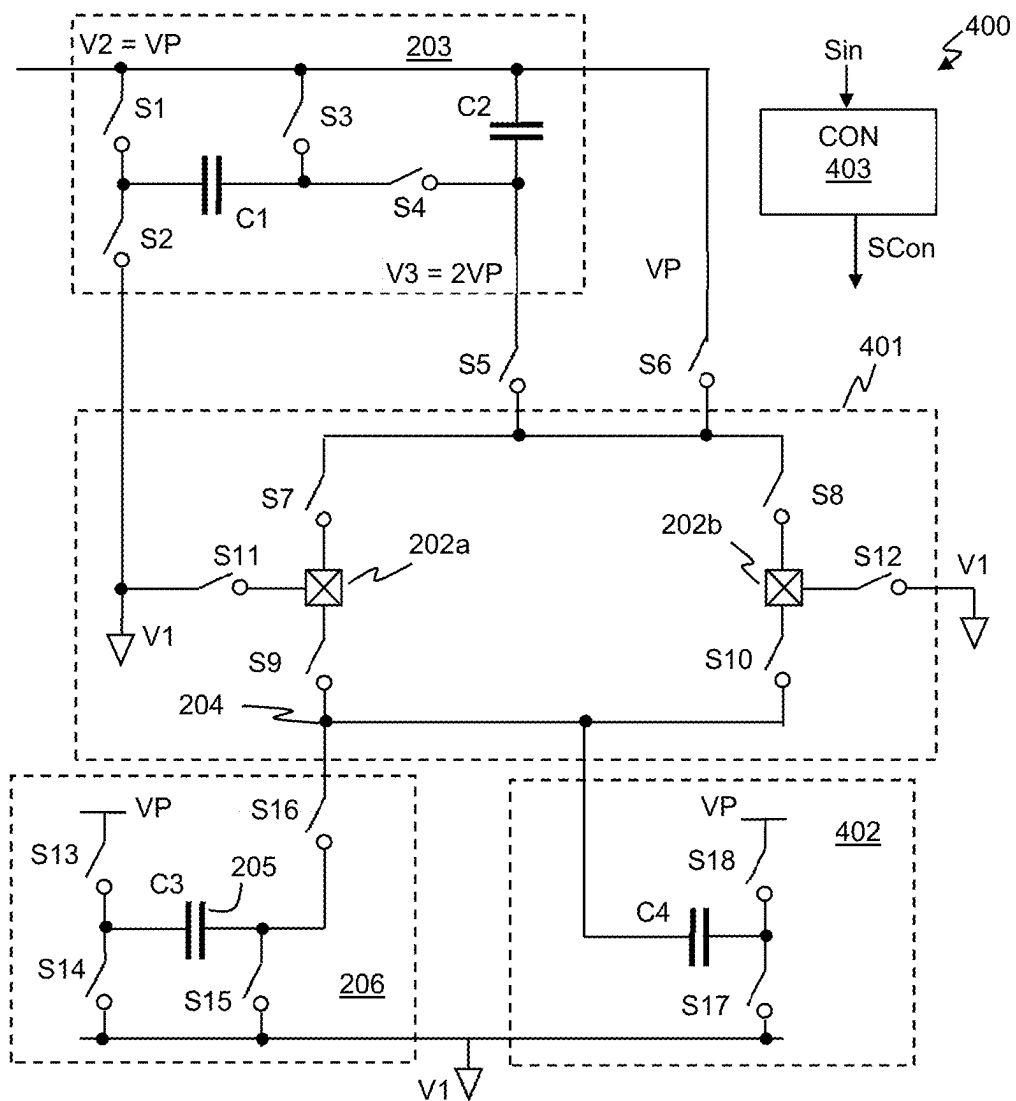 V2 = VP
203
400
Sin
S1
S3
C2
CON
403
C1
S4
S2
SCon
V3 = 2VP
VP
S5
S6
401
S7
S8
202a
202b
S11
S12
V1
V1
S9
S10
204
VP
S16
VP
402
S13
S18
C3
205
C4
S14
S15
206
S17
V1